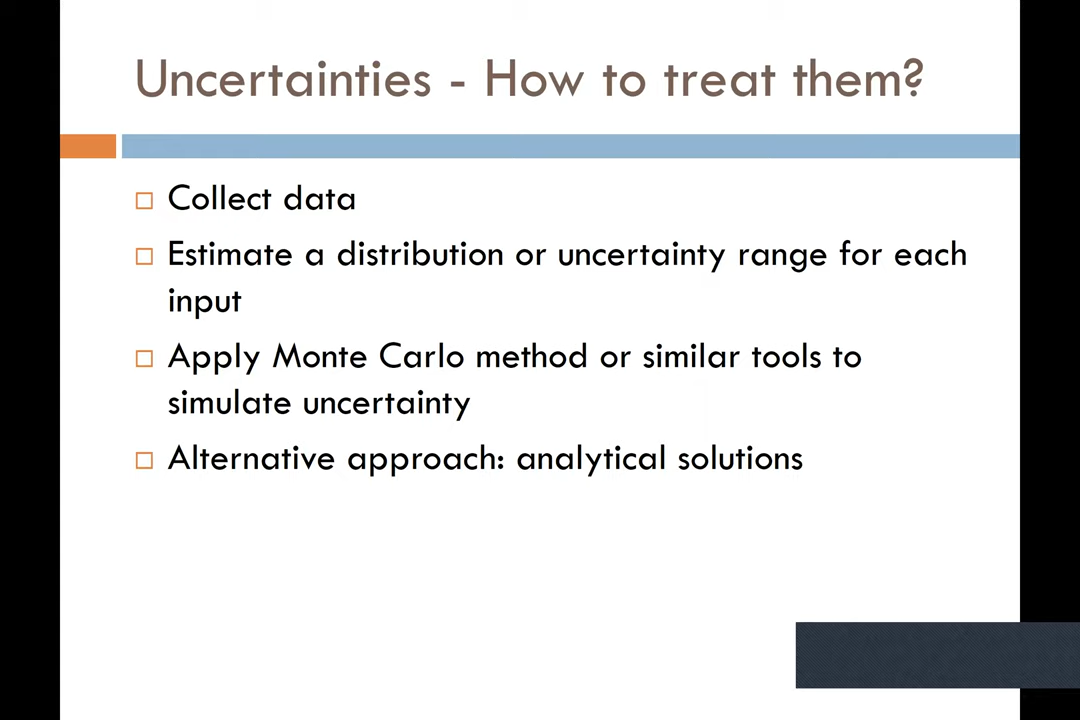 Uncertainties - How to treat them?
Collect data
Estimate a distribution or uncertainty range for each
input
Apply Monte Carlo method or similar tools to
simulate uncertainty
Alternative approach: analytical solutions